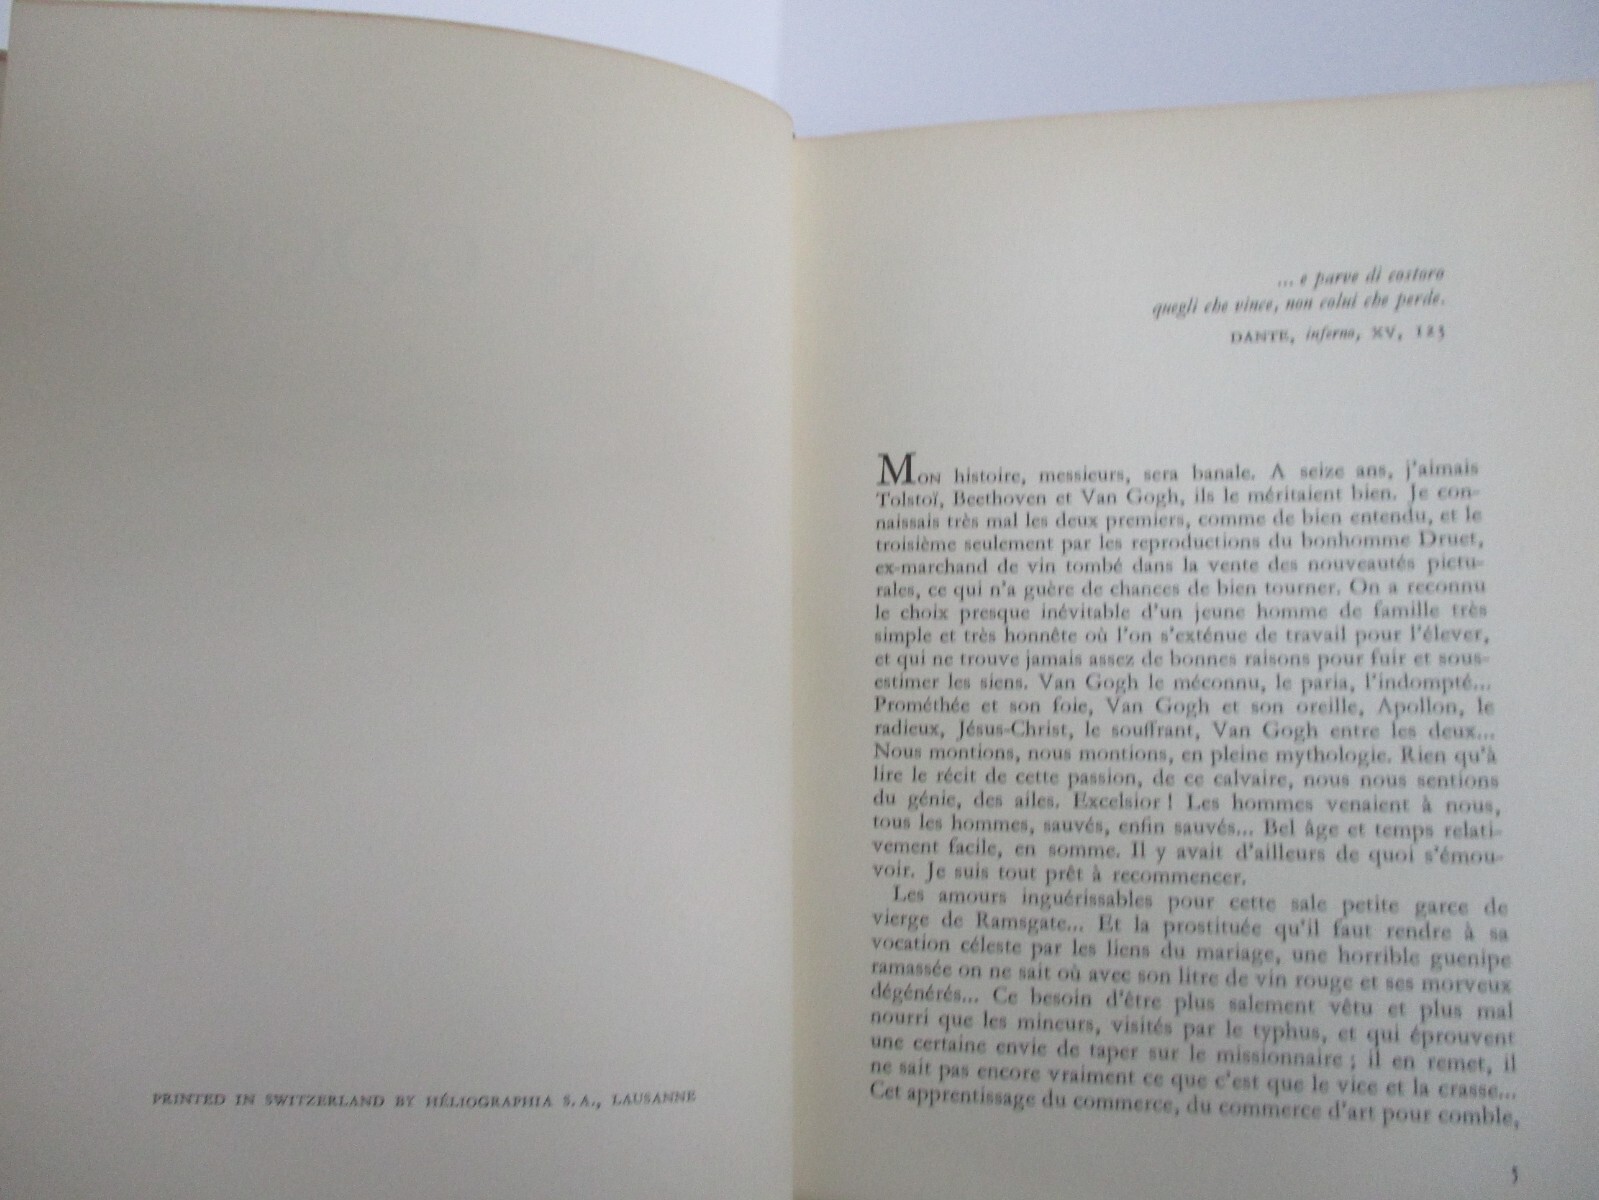 PRINTED IN SWITZERLAND BY HÉLIOGRAPHIA S. A., LAUSANNE
... e parve di costoro
quegli che vince, non colui che perde.
DANTE, inferno, XV, 123
MON histoire, messieurs, sera banale. A seize ans, j'aimais
Tolstoï, Beethoven et Van Gogh, ils le méritaient bien. Je con-
naissais très mal les deux premiers, comme de bien entendu, et le
troisième seulement par les reproductions du bonhomme Druet,
ex-marchand de vin tombé dans la vente des nouveautés pictu-
rales, ce qui n'a guère de chances de bien tourner. On a reconnu
le choix presque inévitable d'un jeune homme de famille très
simple et très honnête où l'on s'exténue de travail pour l'élever,
et qui ne trouve jamais assez de bonnes raisons pour fuir et sous-
estimer les siens. Van Gogh le méconnu, le paria, l'indompté...
Prométhée et son foie, Van Gogh et son oreille, Apollon, le
radieux, Jésus-Christ, le souffrant, Van Gogh entre les deux...
Nous montions, nous montions, en pleine mythologie. Rien qu'à
lire le récit de cette passion, de ce calvaire, nous nous sentions
du génie, des ailes. Excelsior ! Les hommes venaient à nous,
tous les hommes, sauvés, enfin sauvés... Bel âge et temps relati-
vement facile, en somme. Il y avait d'ailleurs de quoi s'émou-
voir. Je suis tout prêt à recommencer.
Les amours inguérissables pour cette sale petite garce de
vierge de Ramsgate... Et la prostituée qu'il faut rendre à sa
vocation céleste par les liens du mariage, une horrible guenipe
ramassée on ne sait où avec son litre de vin rouge et ses morveux
dégénérés... Ce besoin d'être plus salement vêtu et plus mal
nourri que les mineurs, visités par le typhus, et qui éprouvent
une certaine envie de taper sur le missionnaire ; il en remet, il
ne sait pas encore vraiment ce que c'est que le vice et la crasse...
Cet apprentissage du commerce, du commerce d'art pour comble,
5